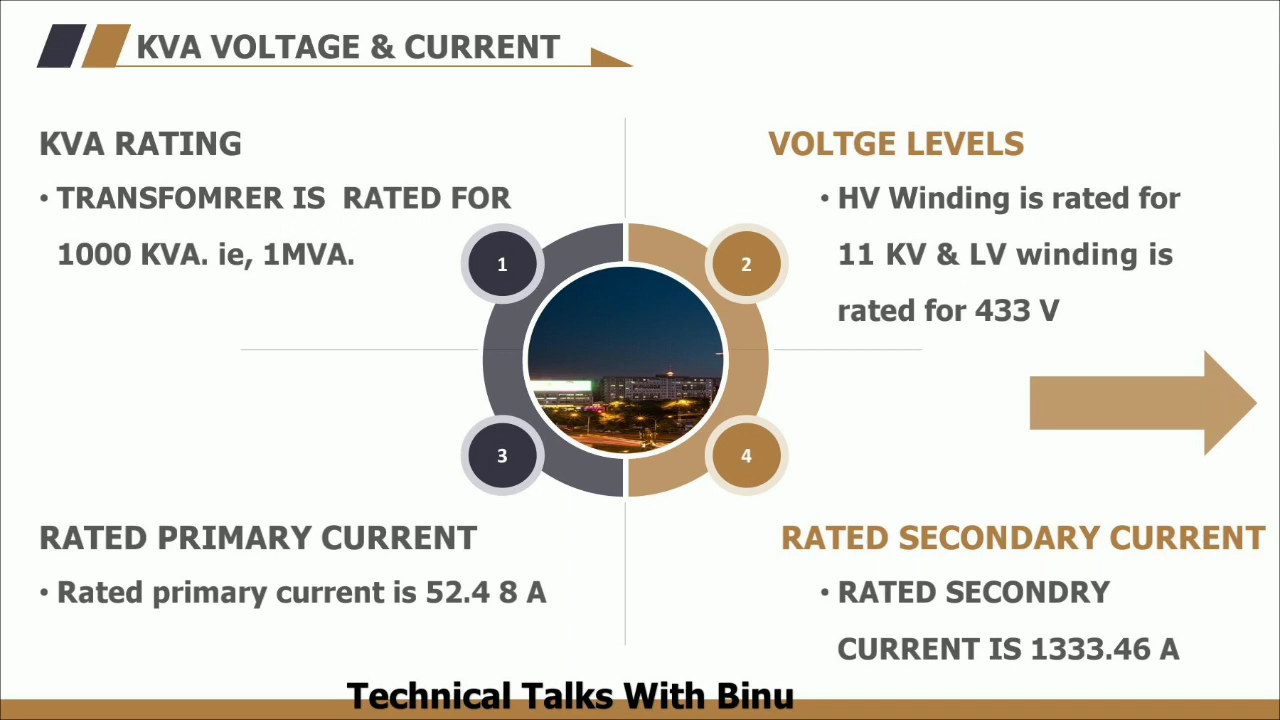 KVA VOLTAGE & CURRENT
KVA RATING
• TRANSFOMRER IS RATED FOR
1000 KVA. ie, 1MVA.
VOLTGE LEVELS
• HV Winding is rated for
11 KV & LV winding is
rated for 433 V
1
2
3
4
RATED PRIMARY CURRENT
• Rated primary current is 52.4 8 A
RATED SECONDARY CURRENT
• RATED SECONDRY
CURRENT IS 1333.46 A
Technical Talks With Binu